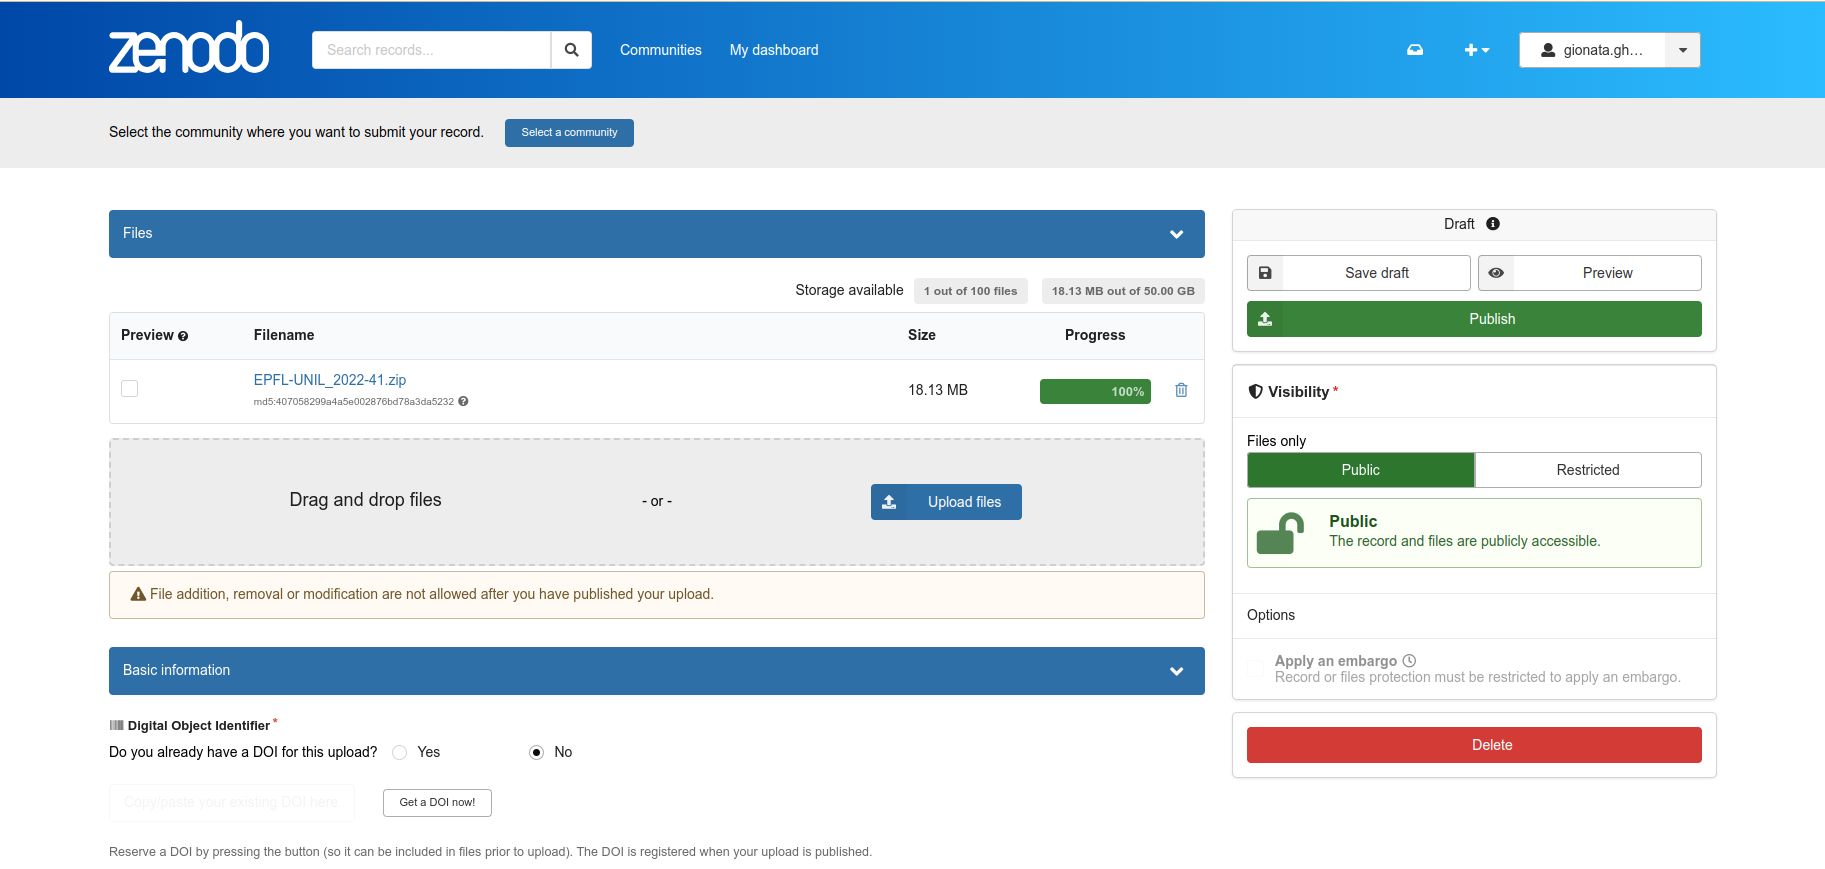 zenodo
Search records...
Communities
My dashboard
gionata.gh...
Select the community where you want to submit your record.
Select a community
Files
Storage available
1 out of 100 files
18.13 MB out of 50.00 GB
Preview
Filename
Size
Progress
EPFL-UNIL_2022-41.zip
md5:407058299a4a5e002876bd78a3da5232
18.13 MB
100%
Drag and drop files
- or -
Upload files
File addition, removal or modification are not allowed after you have published your upload.
Basic information
Digital Object Identifier *
Do you already have a DOI for this upload?
Yes
No
Copy/paste your existing DOI here.
Get a DOI now!
Reserve a DOI by pressing the button (so it can be included in files prior to upload). The DOI is registered when your upload is published.
Draft
Save draft
Preview
Publish
Visibility *
Files only
Public
Restricted
Public
The record and files are publicly accessible.
Options
Apply an embargo
Record or files protection must be restricted to apply an embargo.
Delete